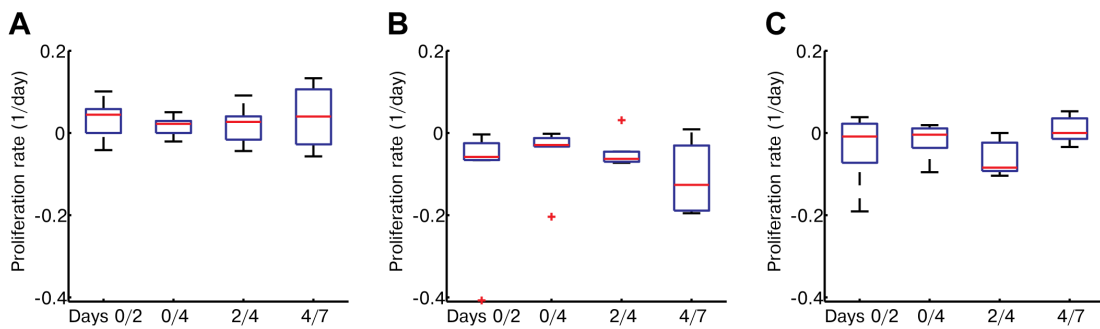 A
Proliferation rate (1/day)
0.2
0
-0.2
-0.4
Days 0/2 0/4 2/4 4/7
B
Proliferation rate (1/day)
0.2
0
-0.2
-0.4
Days 0/2 0/4 2/4 4/7
C
Proliferation rate (1/day)
0.2
0
-0.2
-0.4
Days 0/2 0/4 2/4 4/7